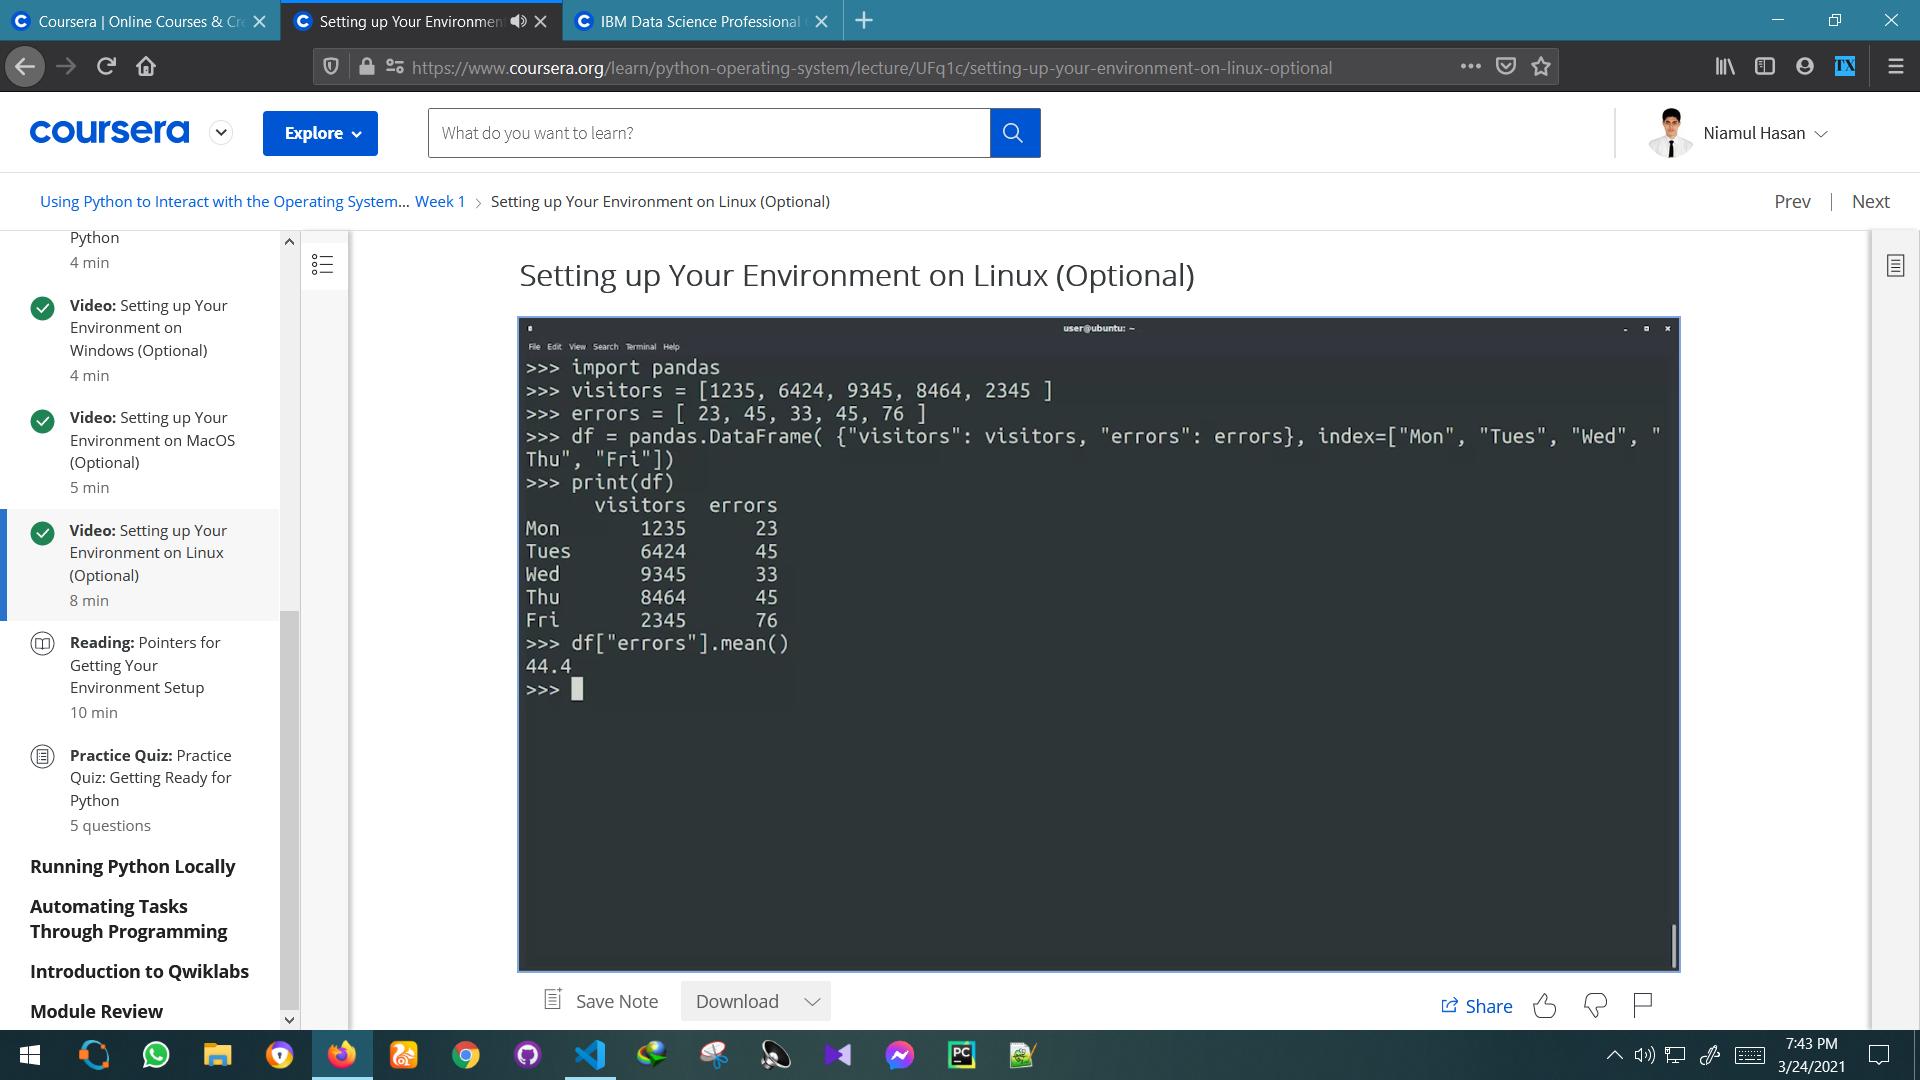 Coursera | Online Courses & Cre
Setting up Your Environmen
IBM Data Science Professional
https://www.coursera.org/learn/python-operating-system/lecture/UFq1c/setting-up-your-environment-on-linux-optional
TX
coursera
Explore
What do you want to learn?
Niamul Hasan
Using Python to Interact with the Operating System... Week 1 > Setting up Your Environment on Linux (Optional)
Prev | Next
Python
4 min
Video: Setting up Your
Environment on
Windows (Optional)
4 min
Video: Setting up Your
Environment on MacOS
(Optional)
5 min
Video: Setting up Your
Environment on Linux
(Optional)
8 min
Reading: Pointers for
Getting Your
Environment Setup
10 min
Practice Quiz: Practice
Quiz: Getting Ready for
Python
5 questions
Running Python Locally
Automating Tasks
Through Programming
Introduction to Qwiklabs
Module Review
Setting up Your Environment on Linux (Optional)
user@ubuntu: ~
File Edit View Search Terminal Help
>>> import pandas
>>> visitors = [1235, 6424, 9345, 8464, 2345 ]
>>> errors = [ 23, 45, 33, 45, 76 ]
>>> df = pandas.DataFrame( {"visitors": visitors, "errors": errors}, index=["Mon", "Tues", "Wed", "
Thu", "Fri"])
>>> print(df)
visitors errors
Mon 1235 23
Tues 6424 45
Wed 9345 33
Thu 8464 45
Fri 2345 76
>>> df["errors"].mean()
44.4
>>>
Save Note
Download
Share
PC
7:43 PM
3/24/2021